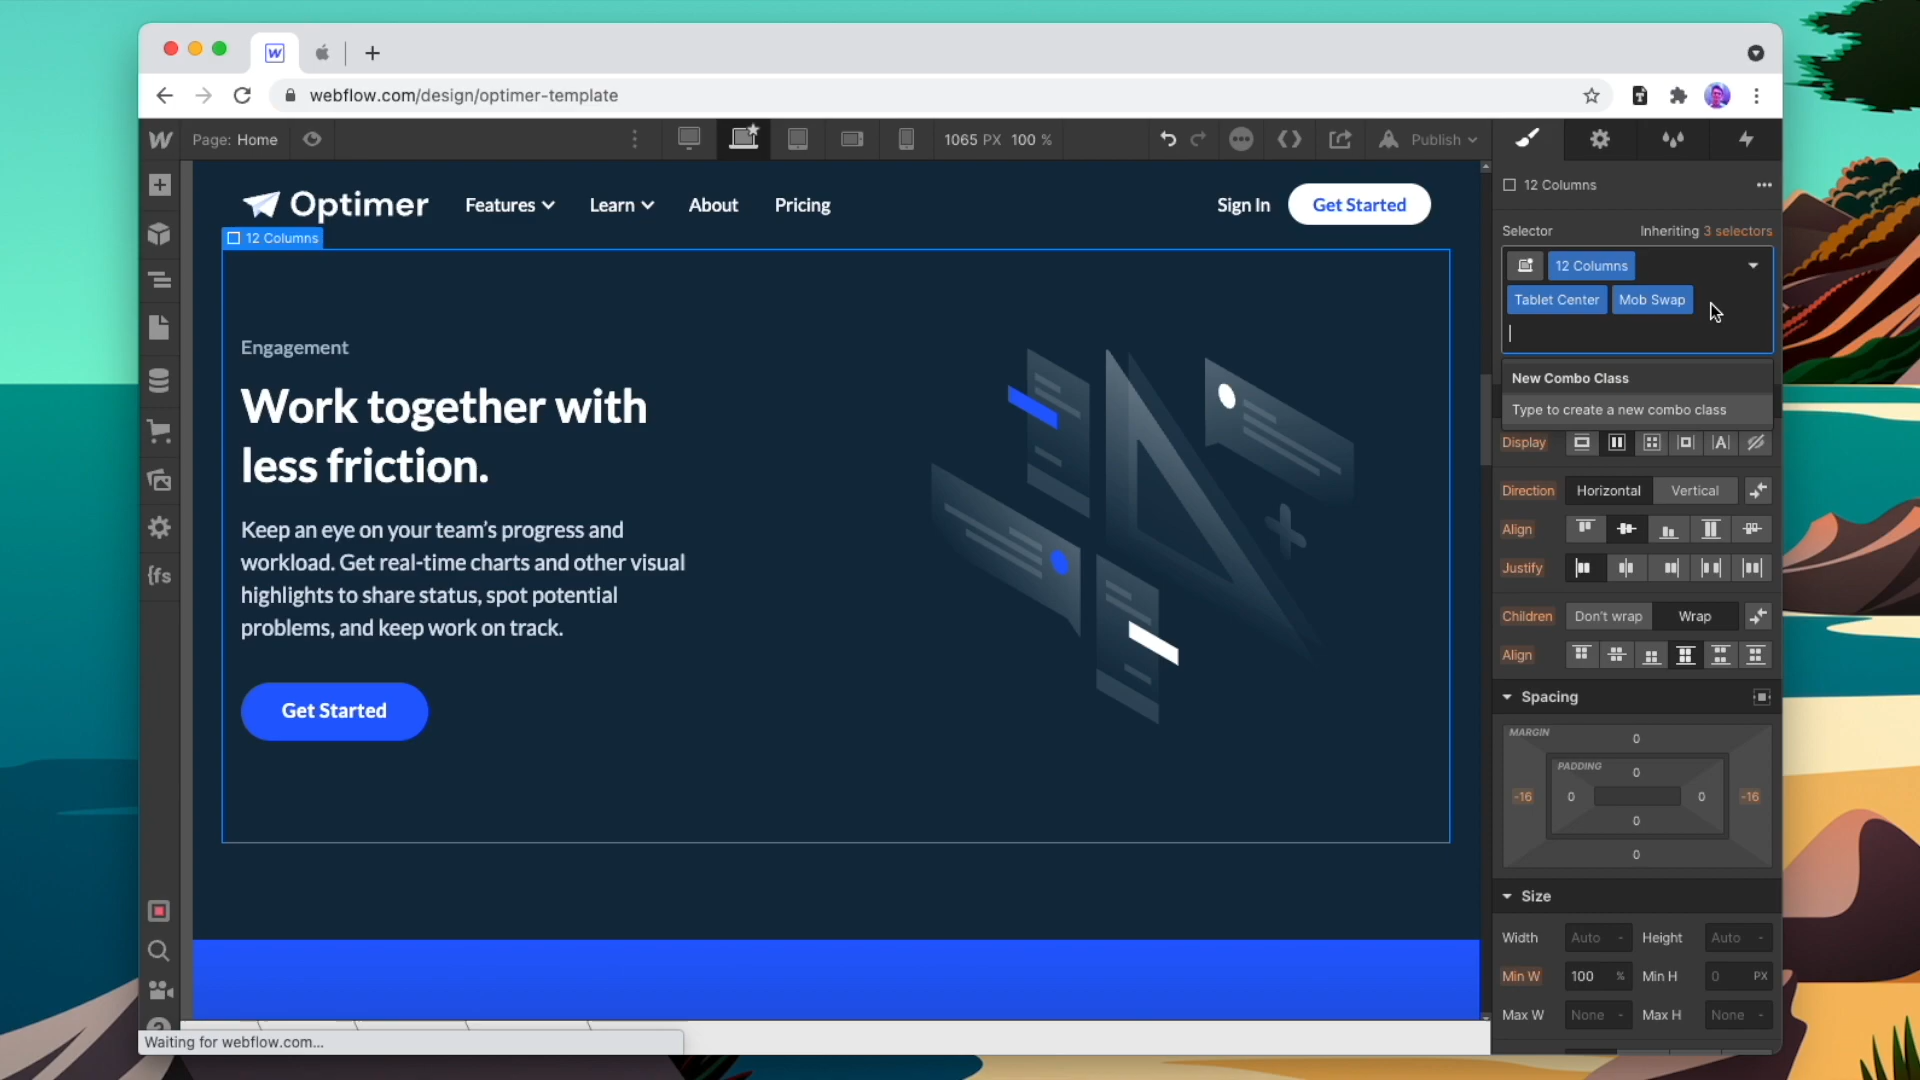 webflow.com/design/optimer-template
Page: Home
1065 PX 100 %
Publish
12 Columns
Optimer
Features
Learn
About
Pricing
Sign In
Get Started
12 Columns
Selector
Inheriting 3 selectors
12 Columns
Tablet Center
Mob Swap
New Combo Class
Type to create a new combo class
Engagement
Work together with
less friction.
Keep an eye on your team's progress and
workload. Get real-time charts and other visual
highlights to share status, spot potential
problems, and keep work on track.
Get Started
Display
Direction
Horizontal
Vertical
Align
Justify
Children
Don't wrap
Wrap
Align
Spacing
MARGIN
0
PADDING
0
-16
0
0
-16
0
0
Size
Width
Auto -
Height
Auto -
Min W
100 %
Min H
0 PX
Max W
None -
Max H
None -
{fs
Waiting for webflow.com...